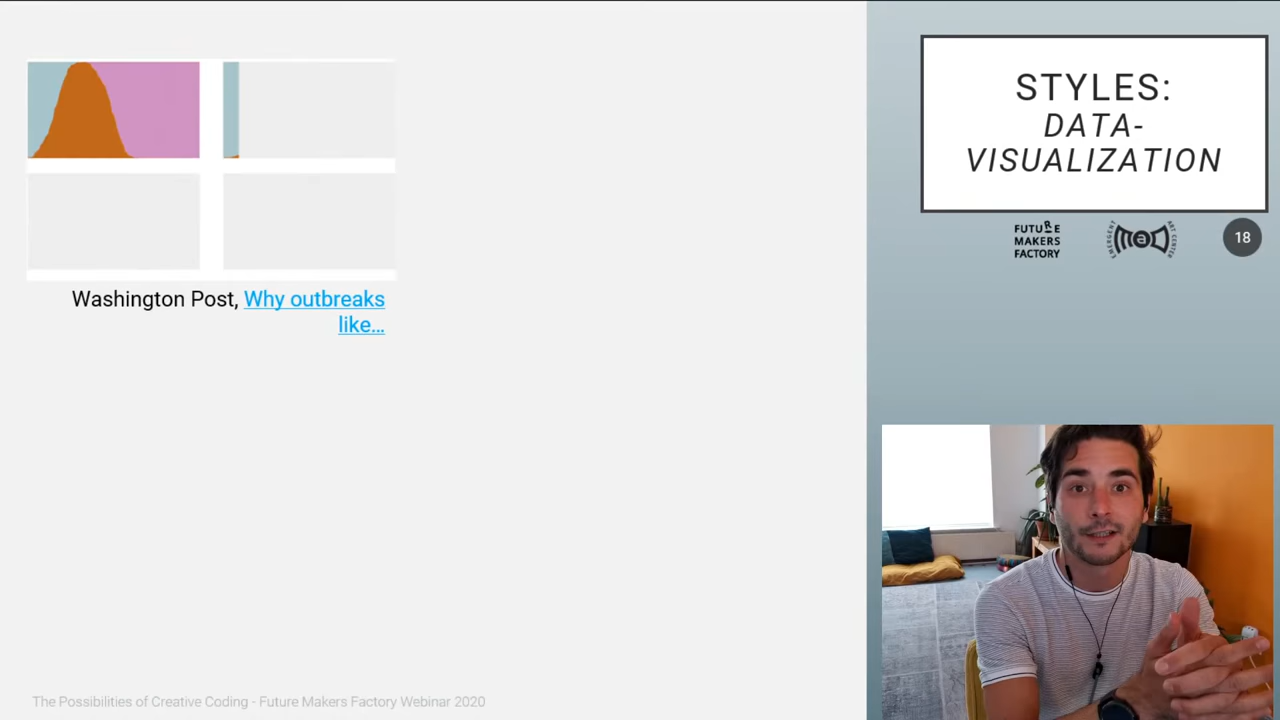 Washington Post, Why outbreaks
like…
STYLES:
DATA-
VISUALIZATION
FUTURE
MAKERS
FACTORY
a
18
The Possibilities of Creative Coding - Future Makers Factory Webinar 2020